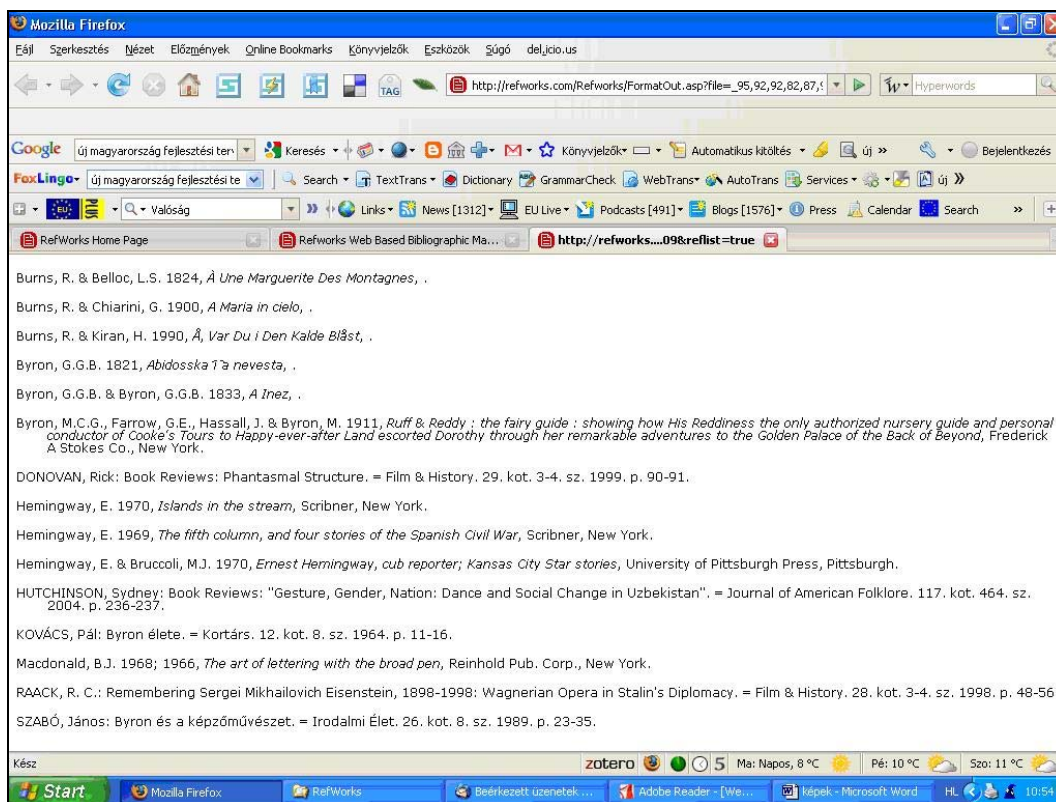 Mozilla Firefox
Fájl Szerkesztés Nézet Előzmények Online Bookmarks Könyvjelzők Eszközök Súgó del.icio.us
TAG http://refworks.com/Refworks/FormatOut.asp?file=_95,92,92,82,87,9 Hyperwords
Google új magyarország fejlesztési terv Keresés Könyvjelzők Automatikus kitöltés új » Bejelentkezés
FoxLingo új magyarország fejlesztési te Search TextTrans Dictionary GrammarCheck WebTrans AutoTrans Services új »
EU Valóság » Links News [1312] EU Live Podcasts [491] Blogs [1576] Press Calendar Search »
RefWorks Home Page Refworks Web Based Bibliographic Ma... http://refworks....09&reflist=true
Burns, R. & Belloc, L.S. 1824, À Une Marguerite Des Montagnes, .
Burns, R. & Chiarini, G. 1900, A Maria in cielo, .
Burns, R. & Kiran, H. 1990, Å, Var Du i Den Kalde Blåst, .
Byron, G.G.B. 1821, Abidosska nevesta, .
Byron, G.G.B. & Byron, G.G.B. 1833, A Inez, .
Byron, M.C.G., Farrow, G.E., Hassall, J. & Byron, M. 1911, Ruff & Reddy : the fairy guide : showing how His Reddiness the only authorized nursery guide and personal
conductor of Cooke's Tours to Happy-ever-after Land escorted Dorothy through her remarkable adventures to the Golden Palace of the Back of Beyond, Frederick
A Stokes Co., New York.
DONOVAN, Rick: Book Reviews: Phantasmal Structure. = Film & History. 29. kot. 3-4. sz. 1999. p. 90-91.
Hemingway, E. 1970, Islands in the stream, Scribner, New York.
Hemingway, E. 1969, The fifth column, and four stories of the Spanish Civil War, Scribner, New York.
Hemingway, E. & Bruccoli, M.J. 1970, Ernest Hemingway, cub reporter; Kansas City Star stories, University of Pittsburgh Press, Pittsburgh.
HUTCHINSON, Sydney: Book Reviews: "Gesture, Gender, Nation: Dance and Social Change in Uzbekistan". = Journal of American Folklore. 117. kot. 464. sz.
2004. p. 236-237.
KOVÁCS, Pál: Byron élete. = Kortárs. 12. kot. 8. sz. 1964. p. 11-16.
Macdonald, B.J. 1968; 1966, The art of lettering with the broad pen, Reinhold Pub. Corp., New York.
RAACK, R. C.: Remembering Sergei Mikhailovich Eisenstein, 1898-1998: Wagnerian Opera in Stalin's Diplomacy. = Film & History. 28. kot. 3-4. sz. 1998. p. 48-56
SZABÓ, János: Byron és a képzőművészet. = Irodalmi Élet. 26. kot. 8. sz. 1989. p. 23-35.
Kész zotero 5 Ma: Napos, 8 °C Pé: 10 °C Szo: 11 °C
Start Mozilla Firefox RefWorks Beérkezett üzenetek ... Adobe Reader - [We... képek - Microsoft Word HL 10:54